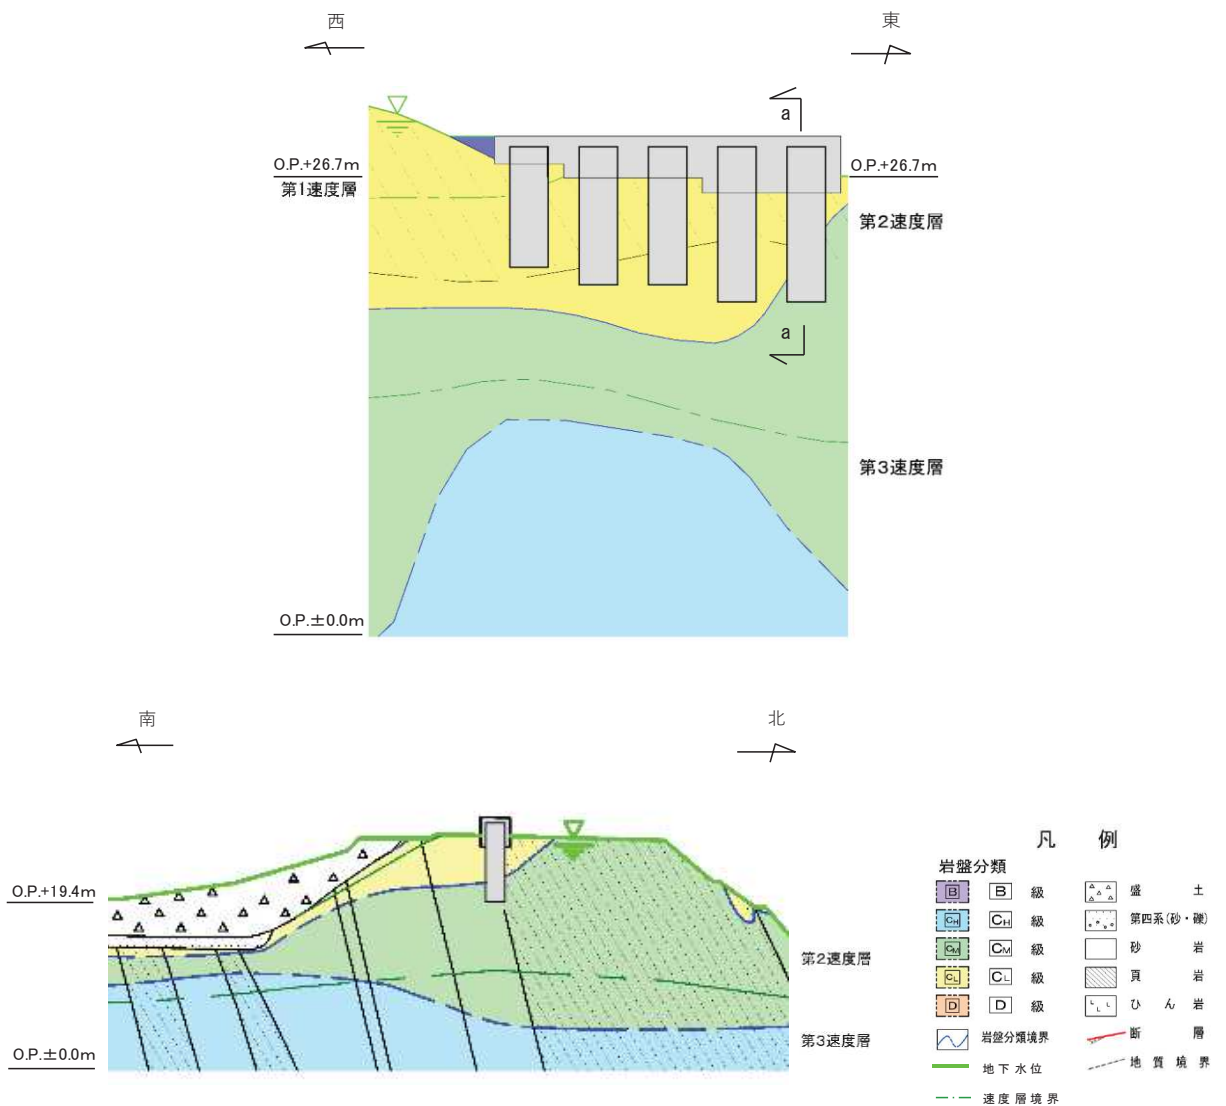 西
東
a
O.P.+26.7m
O.P.+26.7m
第1速度層
第2速度層
a
第3速度層
O.P.±0.0m
南
北
凡 例
岩盤分類
O.P.+19.4m
B B 級 盛 土
CH CH 級 第四系(砂・礫)
CM CM 級 砂 岩
第2速度層
CL CL 級 頁 岩
D D 級 ひ ん 岩
岩盤分類境界 断 層
第3速度層
O.P.±0.0m
地下水位 地 質 境 界
速度層境界